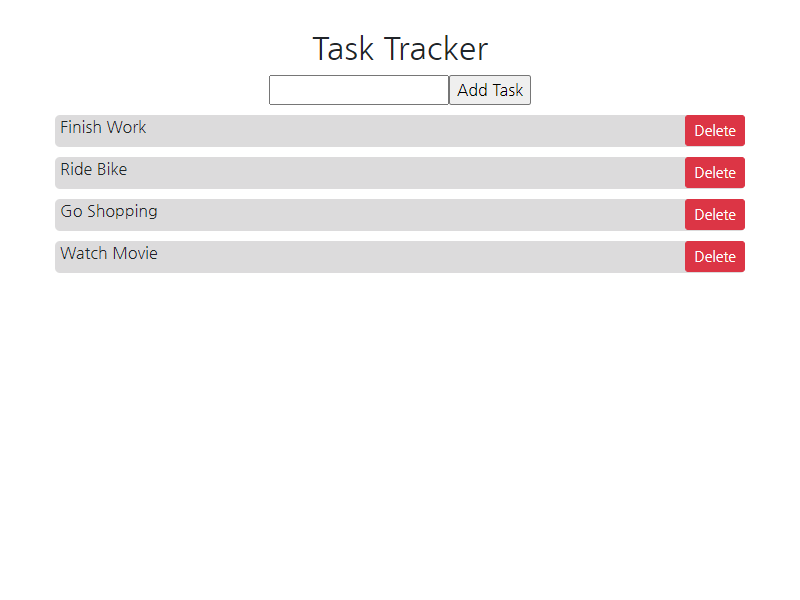 Task Tracker
Add Task
Finish Work Delete
Ride Bike Delete
Go Shopping Delete
Watch Movie Delete